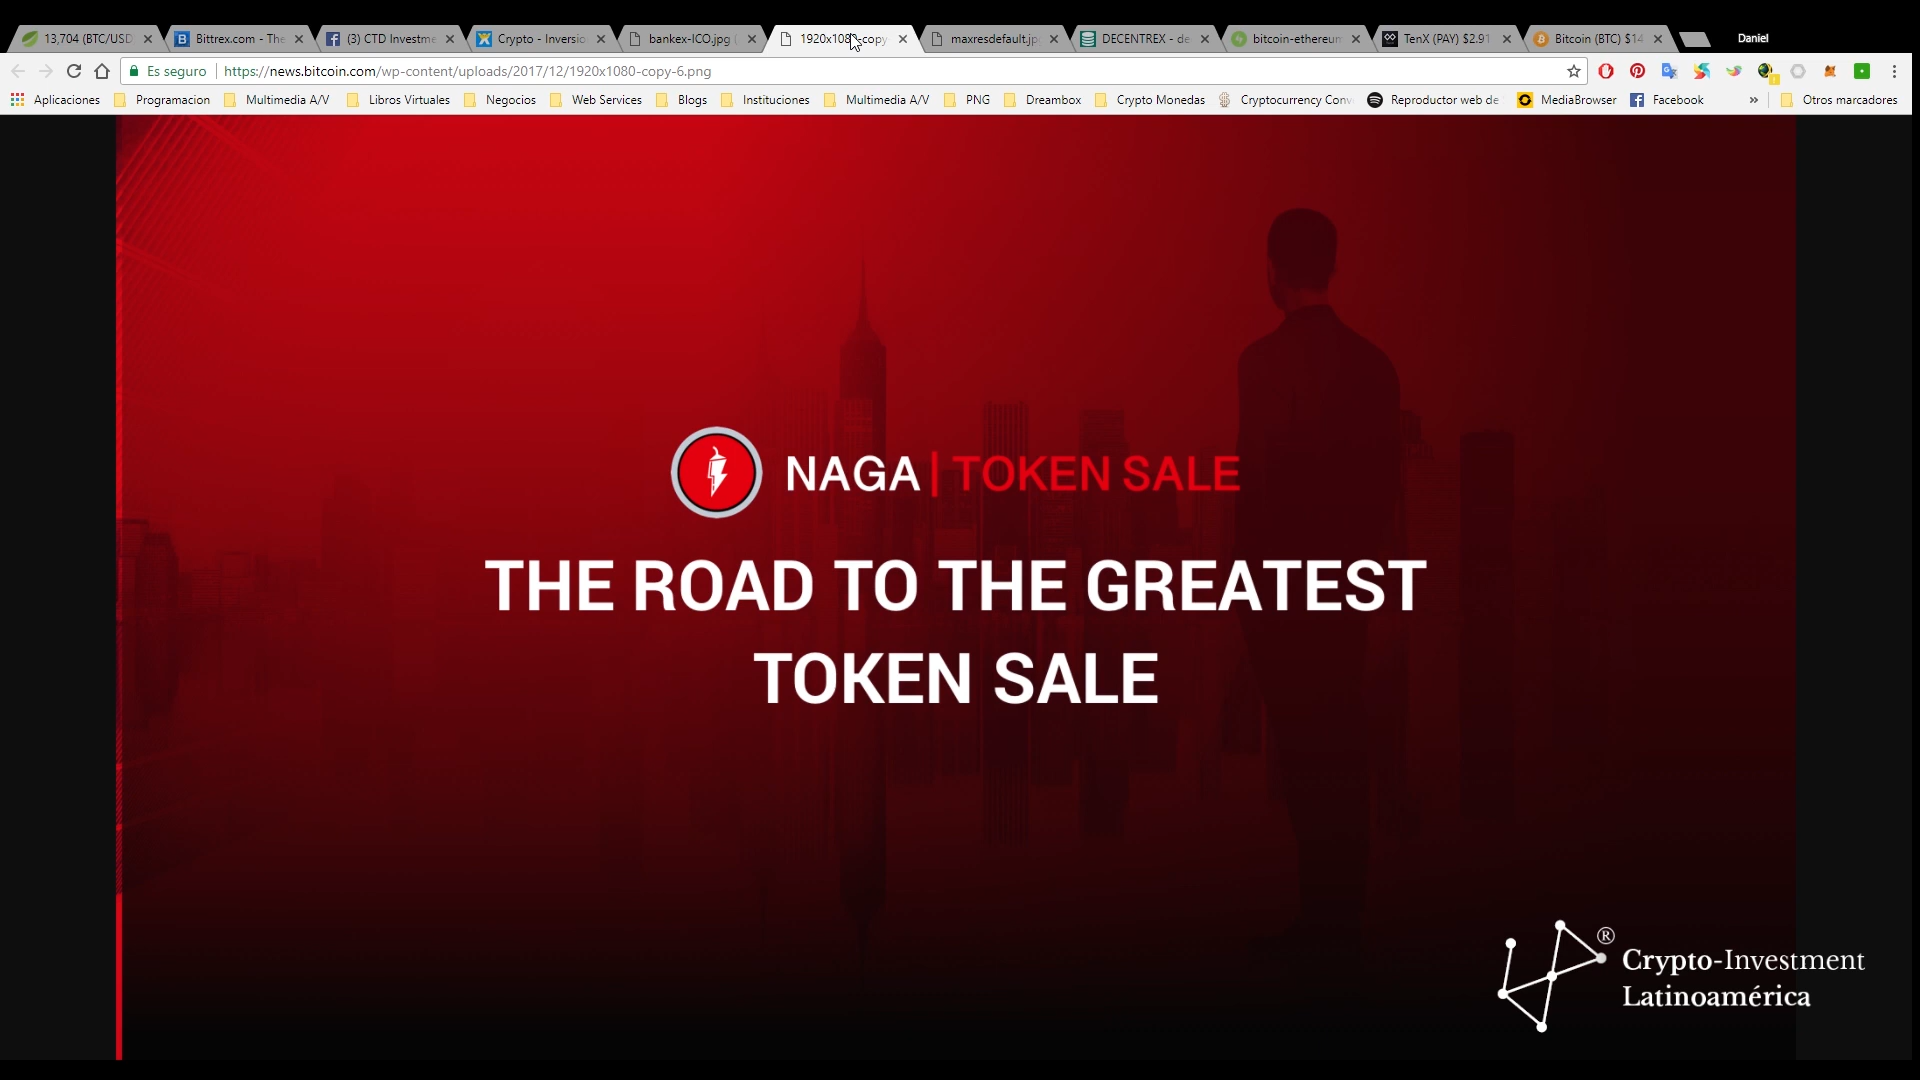 13,704 (BTC/USD
Bittrex.com - The
(3) CTD Investme
Crypto - Inversio
bankex-ICO.jpg (
1920x1080-copy-
maxresdefault.jp
DECENTREX - de
bitcoin-ethereum
TenX (PAY) $2.91
Bitcoin (BTC) $14
Daniel
Es seguro
https://news.bitcoin.com/wp-content/uploads/2017/12/1920x1080-copy-6.png
Aplicaciones
Programacion
Multimedia A/V
Libros Virtuales
Negocios
Web Services
Blogs
Instituciones
Multimedia A/V
PNG
Dreambox
Crypto Monedas
Cryptocurrency Conv
Reproductor web de
MediaBrowser
Facebook
»
Otros marcadores
NAGA | TOKEN SALE
THE ROAD TO THE GREATEST
TOKEN SALE
®
Crypto-Investment
Latinoamérica